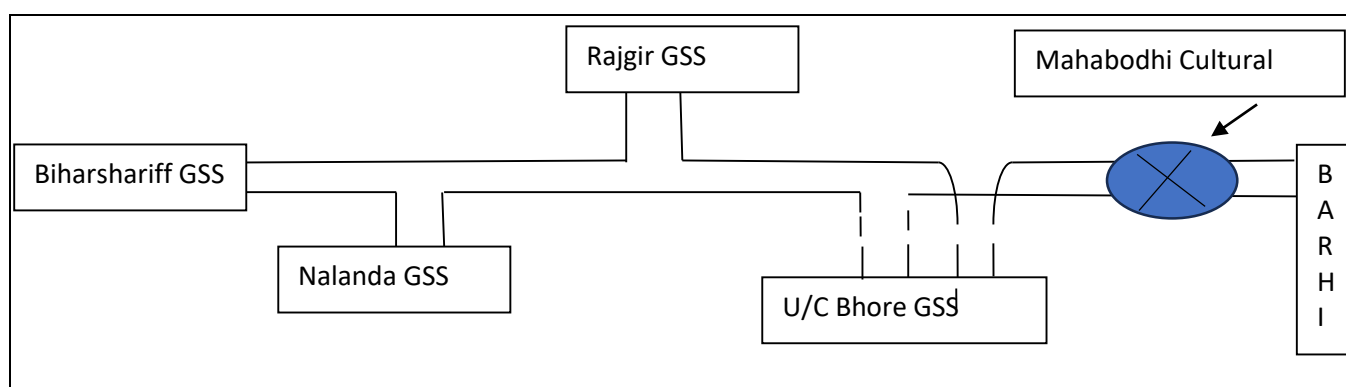 Rajgir GSS
Mahabodhi Cultural
Biharshariff GSS
Nalanda GSS
U/C Bhore GSS
B
A
R
H
I